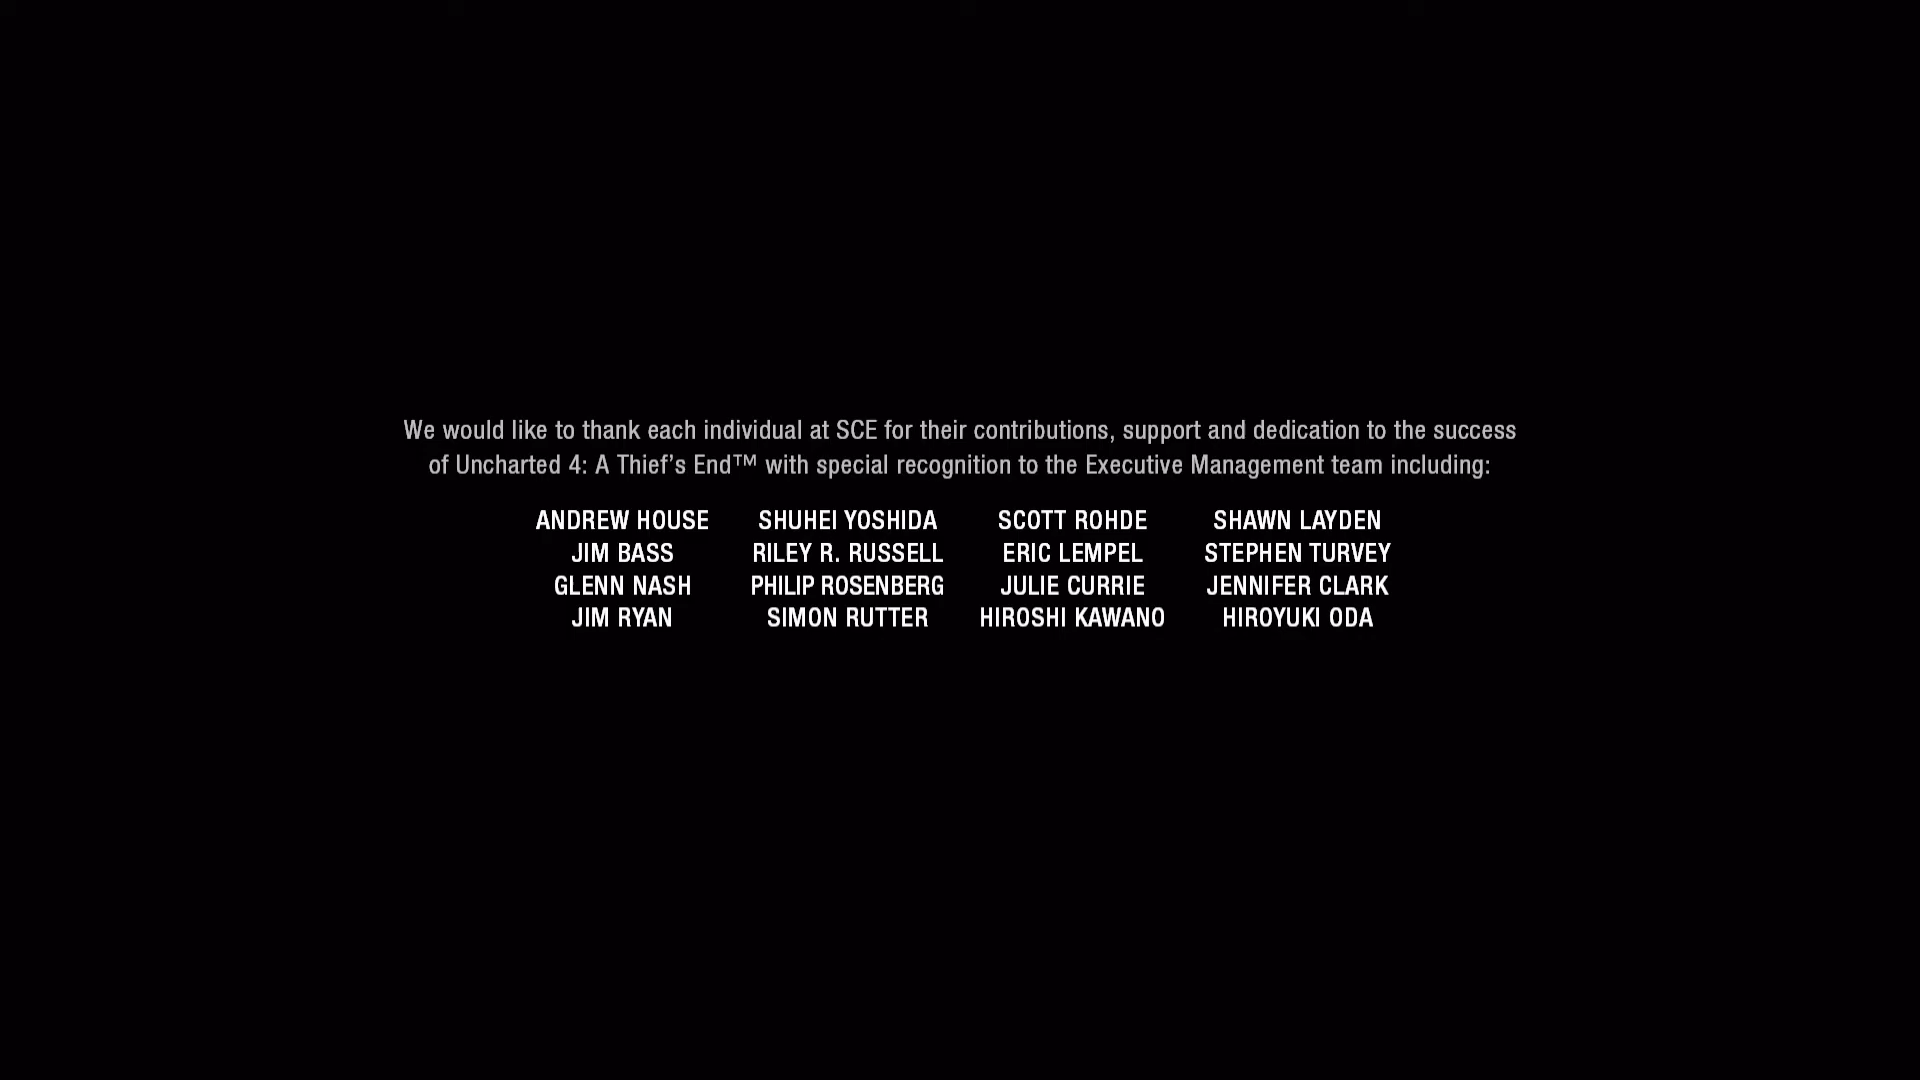 We would like to thank each individual at SCE for their contributions, support and dedication to the success
of Uncharted 4: A Thief’s End™ with special recognition to the Executive Management team including:
ANDREW HOUSE SHUHEI YOSHIDA SCOTT ROHDE SHAWN LAYDEN
JIM BASS RILEY R. RUSSELL ERIC LEMPEL STEPHEN TURVEY
GLENN NASH PHILIP ROSENBERG JULIE CURRIE JENNIFER CLARK
JIM RYAN SIMON RUTTER HIROSHI KAWANO HIROYUKI ODA